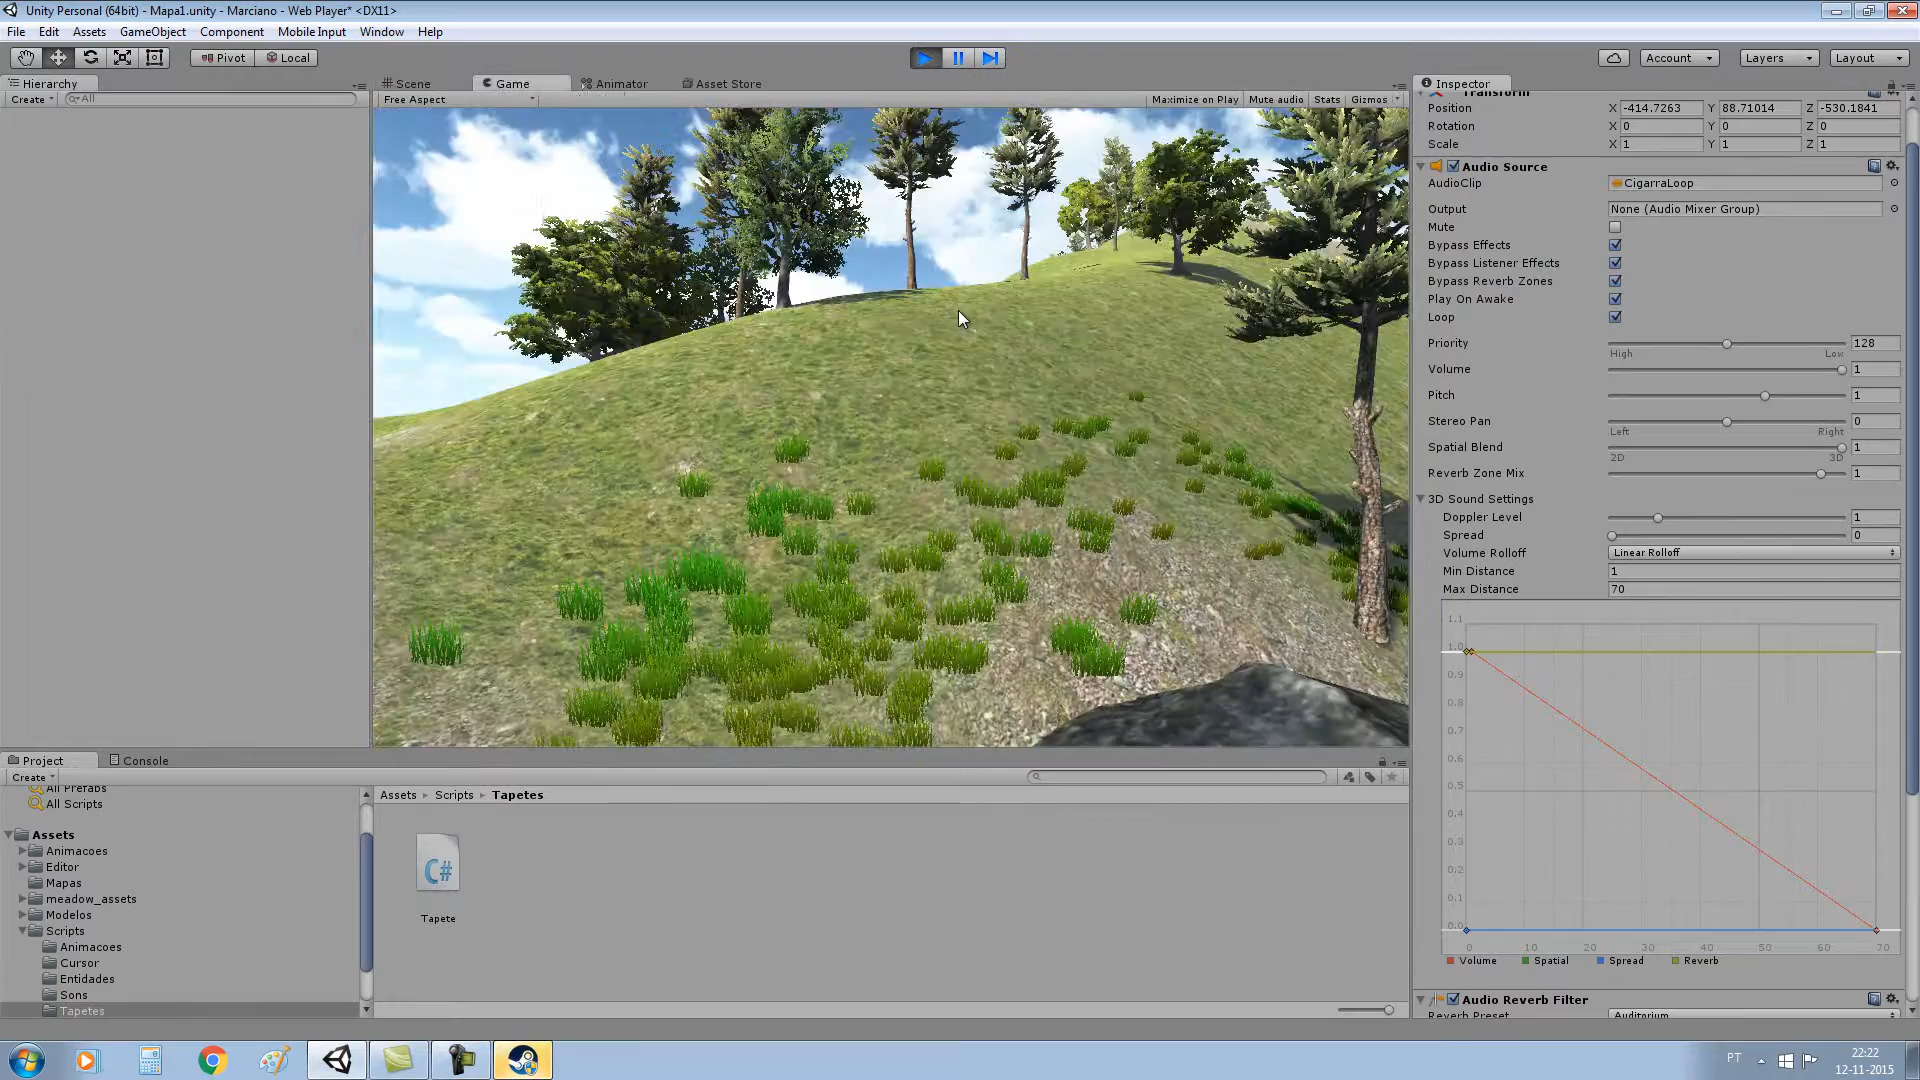 Unity Personal (64bit) - Mapa1.unity - Marciano - Web Player* <DX11>
File Edit Assets GameObject Component Mobile Input Window Help
Pivot Local Account Layers Layout
Hierarchy
Create All
Scene Game Animator Asset Store
Free Aspect Maximize on Play Mute audio Stats Gizmos
Inspector
Transform
Position X -414.7263 Y 88.71014 Z -530.1841
Rotation X 0 Y 0 Z 0
Scale X 1 Y 1 Z 1
Audio Source
AudioClip CigarraLoop
Output None (Audio Mixer Group)
Mute
Bypass Effects
Bypass Listener Effects
Bypass Reverb Zones
Play On Awake
Loop
Priority 128
High Low
Volume 1
Pitch 1
Stereo Pan 0
Left Right
Spatial Blend 1
2D 3D
Reverb Zone Mix 1
3D Sound Settings
Doppler Level 1
Spread 0
Volume Rolloff Linear Rolloff
Min Distance 1
Max Distance 70
1.1
1.0
0.9
0.8
0.7
0.6
0.5
0.4
0.3
0.2
0.1
0.0
0 10 20 30 40 50 60 70
Volume Spatial Spread Reverb
Audio Reverb Filter
Reverb Preset Auditorium
Project Console
Create
All Prefabs
All Scripts
Assets
Animacoes
Editor
Mapas
meadow_assets
Modelos
Scripts
Animacoes
Cursor
Entidades
Sons
Tapetes
Assets Scripts Tapetes
C#
Tapete
PT
22:22
12-11-2015